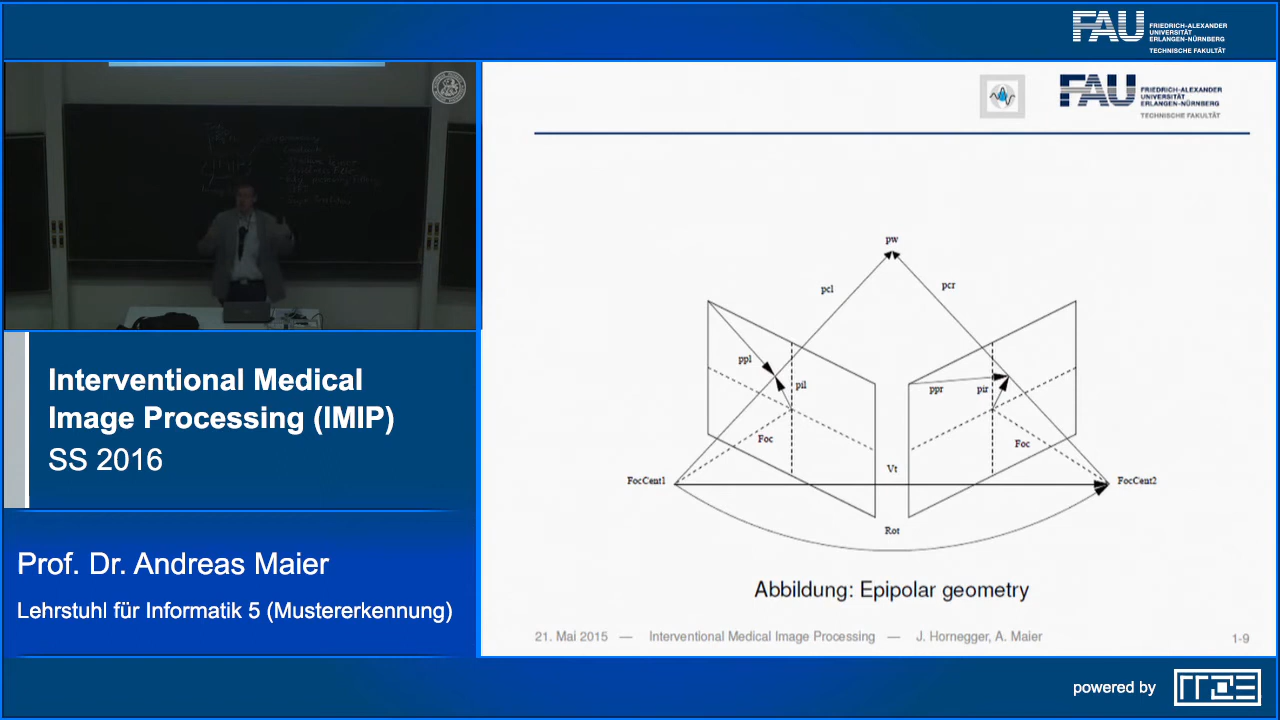 FAU
FRIEDRICH-ALEXANDER
UNIVERSITÄT
ERLANGEN-NÜRNBERG
TECHNISCHE FAKULTÄT
Interventional Medical
Image Processing (IMIP)
SS 2016
Prof. Dr. Andreas Maier
Lehrstuhl für Informatik 5 (Mustererkennung)
FAU
FRIEDRICH-ALEXANDER
UNIVERSITÄT
ERLANGEN-NÜRNBERG
TECHNISCHE FAKULTÄT
pw
pcl
pcr
ppl
pil
ppr
pir
Foc
Foc
Vt
FocCent1
FocCent2
Rot
Abbildung: Epipolar geometry
21. Mai 2015 — Interventional Medical Image Processing — J. Hornegger, A. Maier
1-9
powered by